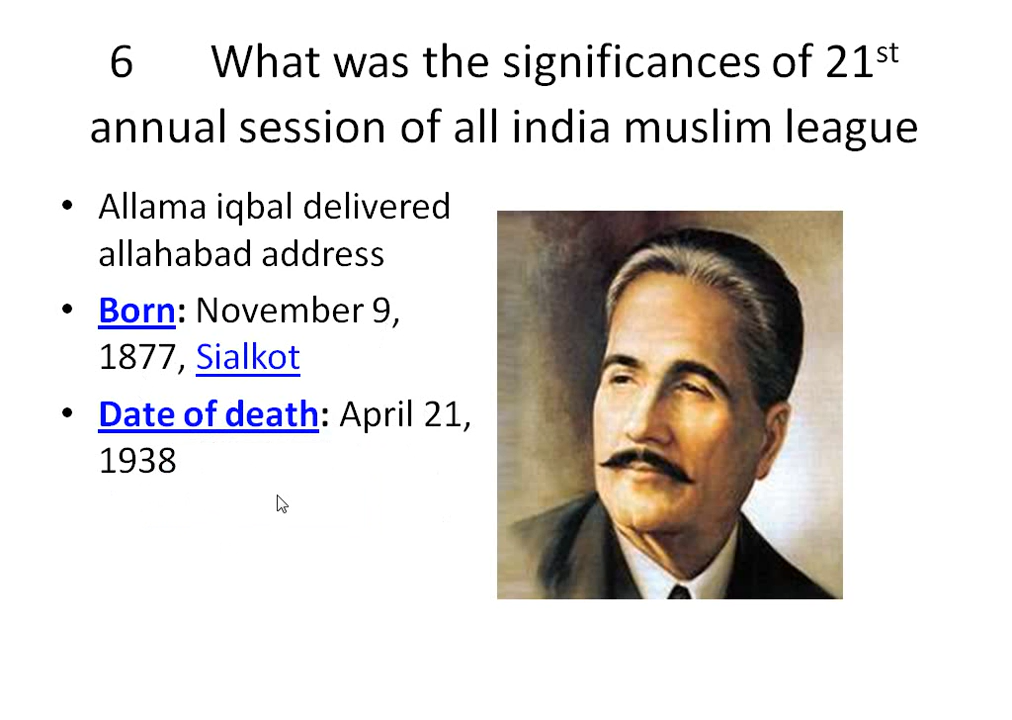 6 What was the significances of 21st
annual session of all india muslim league
• Allama iqbal delivered
allahabad address
• Born: November 9,
1877, Sialkot
• Date of death: April 21,
1938